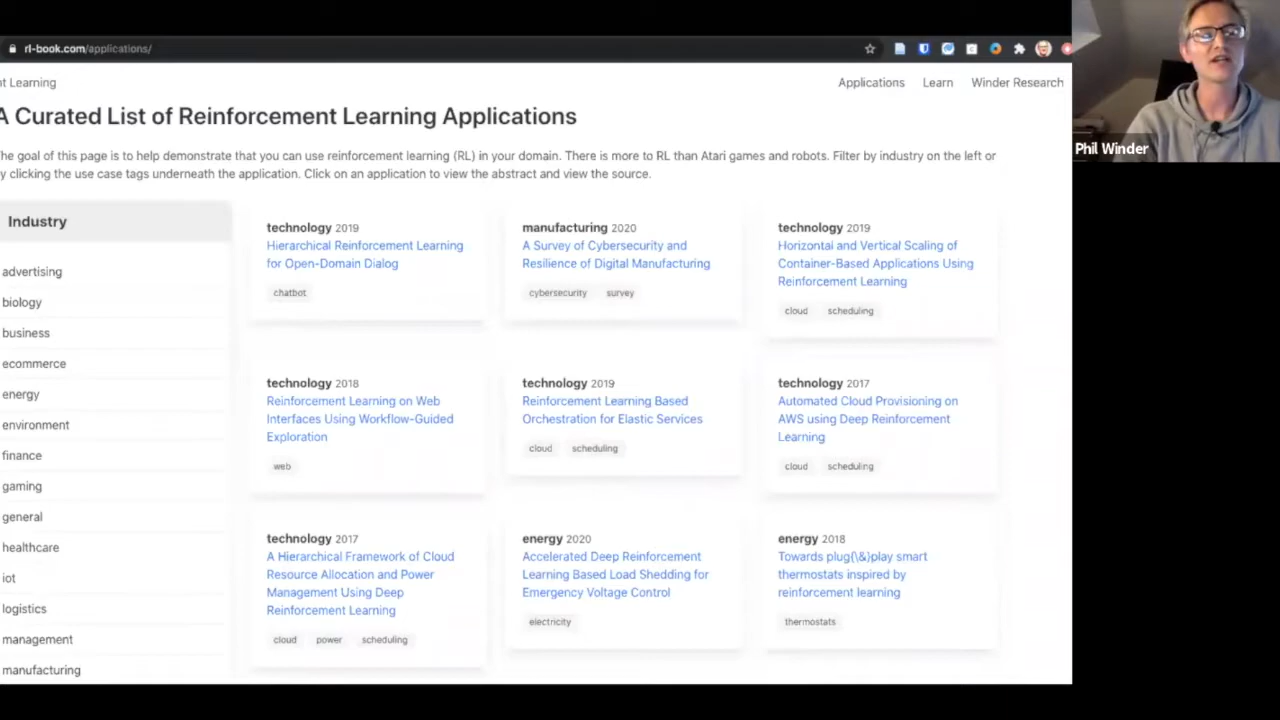 rl-book.com/applications/
nt Learning
Applications
Learn
Winder Research
A Curated List of Reinforcement Learning Applications
he goal of this page is to help demonstrate that you can use reinforcement learning (RL) in your domain. There is more to RL than Atari games and robots. Filter by industry on the left or
y clicking the use case tags underneath the application. Click on an application to view the abstract and view the source.
Industry
advertising
biology
business
ecommerce
energy
environment
finance
gaming
general
healthcare
iot
logistics
management
manufacturing
technology 2019
Hierarchical Reinforcement Learning
for Open-Domain Dialog
chatbot
manufacturing 2020
A Survey of Cybersecurity and
Resilience of Digital Manufacturing
cybersecurity survey
technology 2019
Horizontal and Vertical Scaling of
Container-Based Applications Using
Reinforcement Learning
cloud scheduling
technology 2018
Reinforcement Learning on Web
Interfaces Using Workflow-Guided
Exploration
web
technology 2019
Reinforcement Learning Based
Orchestration for Elastic Services
cloud scheduling
technology 2017
Automated Cloud Provisioning on
AWS using Deep Reinforcement
Learning
cloud scheduling
technology 2017
A Hierarchical Framework of Cloud
Resource Allocation and Power
Management Using Deep
Reinforcement Learning
cloud power scheduling
energy 2020
Accelerated Deep Reinforcement
Learning Based Load Shedding for
Emergency Voltage Control
electricity
energy 2018
Towards plug{\&}play smart
thermostats inspired by
reinforcement learning
thermostats
Phil Winder